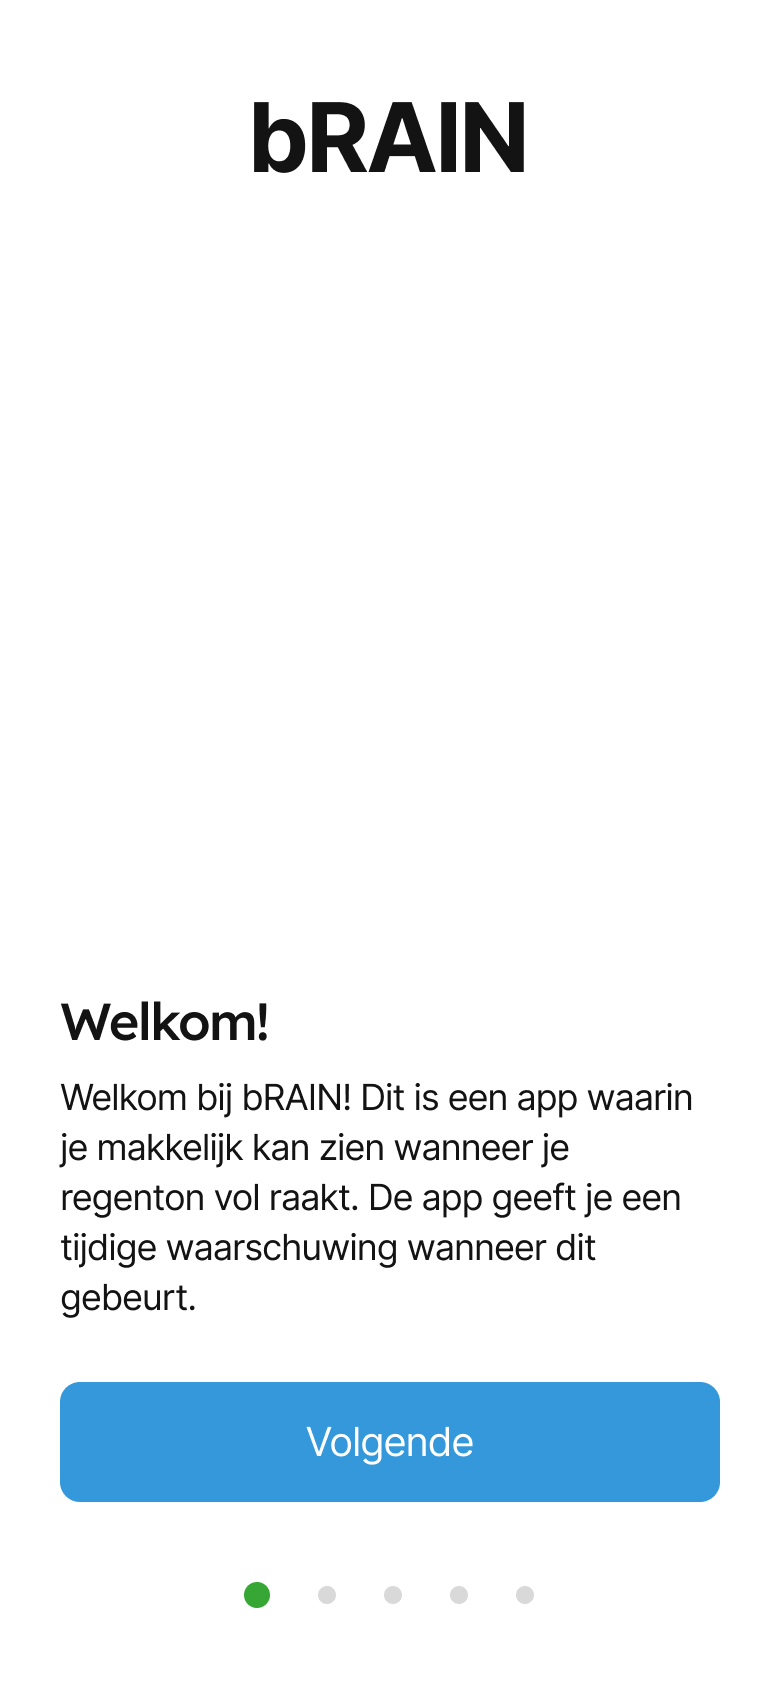 bRAIN
Welkom!
Welkom bij bRAIN! Dit is een app waarin
je makkelijk kan zien wanneer je
regenton vol raakt. De app geeft je een
tijdige waarschuwing wanneer dit
gebeurt.
Volgende